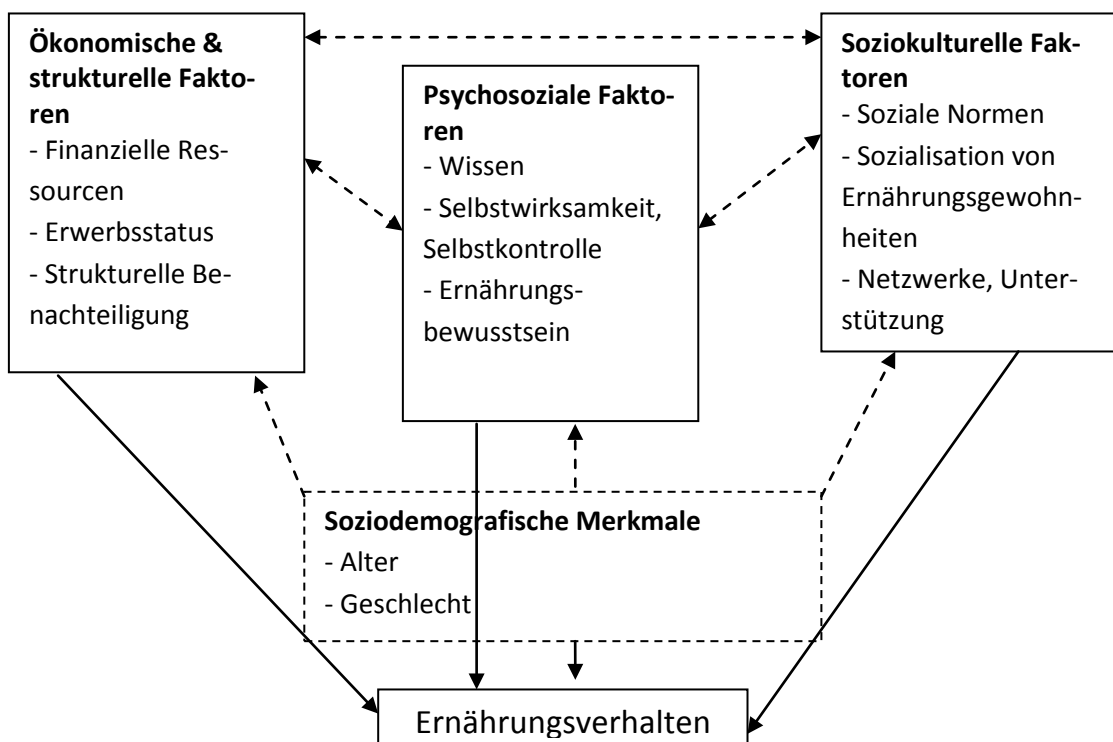 Ökonomische &
strukturelle Fakto-
ren
- Finanzielle Res-
sourcen
- Erwerbsstatus
- Strukturelle Be-
nachteiligung
Psychosoziale Fakto-
ren
- Wissen
- Selbstwirksamkeit,
Selbstkontrolle
- Ernährungs-
bewusstsein
Soziokulturelle Fak-
toren
- Soziale Normen
- Sozialisation von
Ernährungsgewohn-
heiten
- Netzwerke, Unter-
stützung
Soziodemografische Merkmale
- Alter
- Geschlecht
Ernährungsverhalten